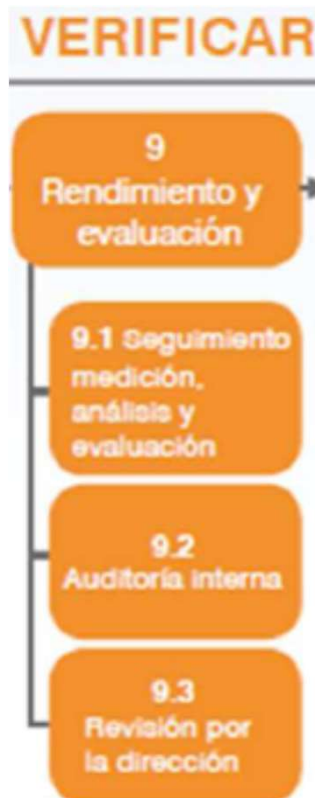 VERIFICAR
9
Rendimiento y
evaluación
9.1 Seguimiento
medición,
análisis y
evaluación
9.2
Auditoría interna
9.3
Revisión por
la dirección